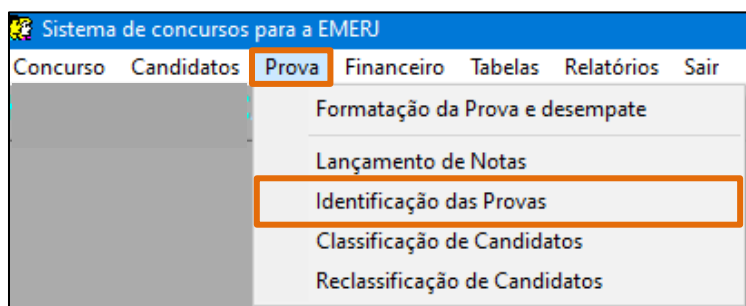 Sistema de concursos para a EMERJ
Concurso Candidatos Prova Financeiro Tabelas Relatórios Sair
Formatação da Prova e desempate
Lançamento de Notas
Identificação das Provas
Classificação de Candidatos
Reclassificação de Candidatos